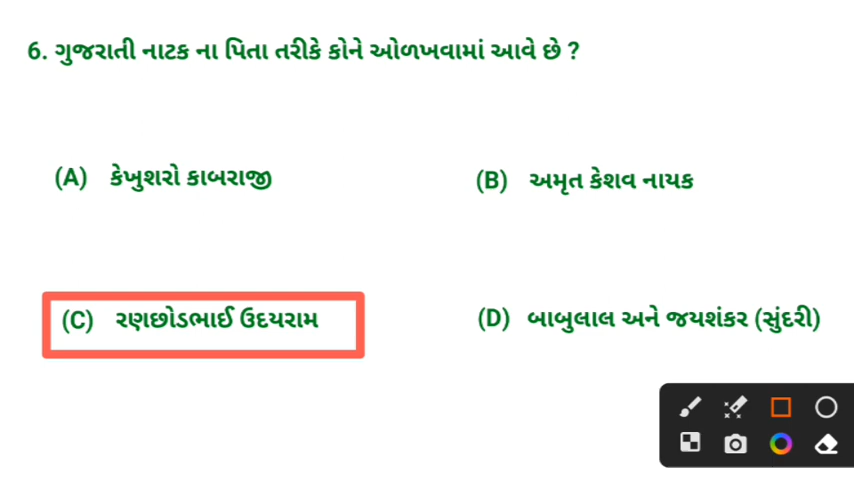 6. ગુજરાતી નાટક ના પિતા તરીકે કોને ઓળખવામાં આવે છે ?
(A) કેખુશરો કાબરાજી
(B) અમૃત કેશવ નાયક
(C) રણછોડભાઈ ઉદયરામ
(D) બાબુલાલ અને જયશંકર (સુંદરી)